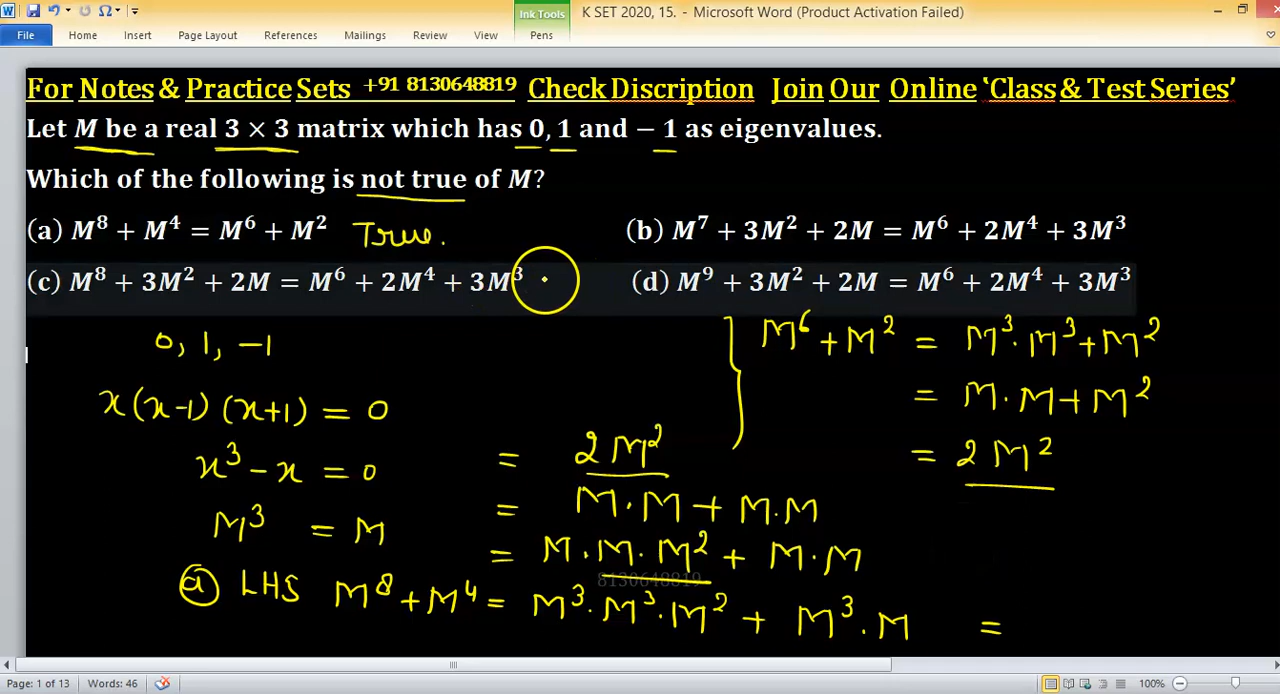 K SET 2020, 15. - Microsoft Word (Product Activation Failed)
Ink Tools
File Home Insert Page Layout References Mailings Review View Pens
For Notes & Practice Sets +91 8130648819 Check Discription Join Our Online ‘Class & Test Series’
Let M be a real 3 × 3 matrix which has 0, 1 and − 1 as eigenvalues.
Which of the following is not true of M?
(a) M⁸ + M⁴ = M⁶ + M² True.
(b) M⁷ + 3M² + 2M = M⁶ + 2M⁴ + 3M³
(c) M⁸ + 3M² + 2M = M⁶ + 2M⁴ + 3M³
(d) M⁹ + 3M² + 2M = M⁶ + 2M⁴ + 3M³
0, 1, -1
x(x-1)(x+1) = 0
x³ - x = 0
M³ = M
(a) LHS M⁸ + M⁴ = M³·M³·M² + M³·M =
= M·M·M² + M·M
= M·M + M·M
= 2M²
M⁶ + M² = M³·M³ + M²
= M·M + M²
= 2M²
8130648819
Page: 1 of 13 Words: 46 100%